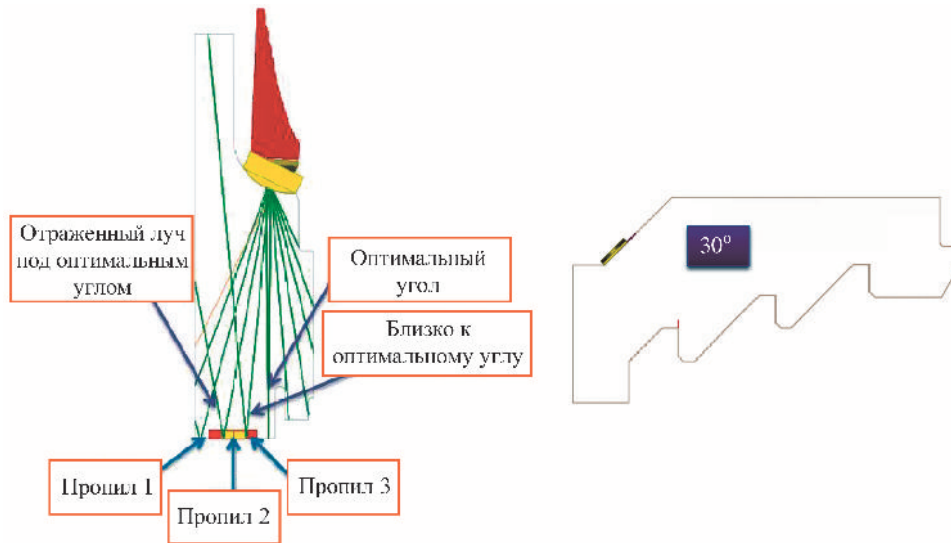 Отраженный луч
под оптимальным
углом
Оптимальный
угол
Близко к
оптимальному углу
Пропил 1
Пропил 2
Пропил 3
30°